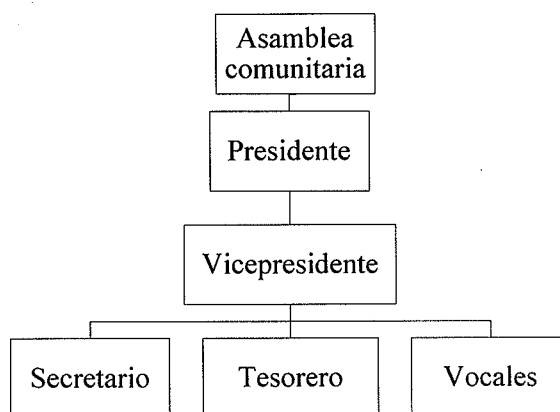 Asamblea
comunitaria
Presidente
Vicepresidente
Secretario
Tesorero
Vocales